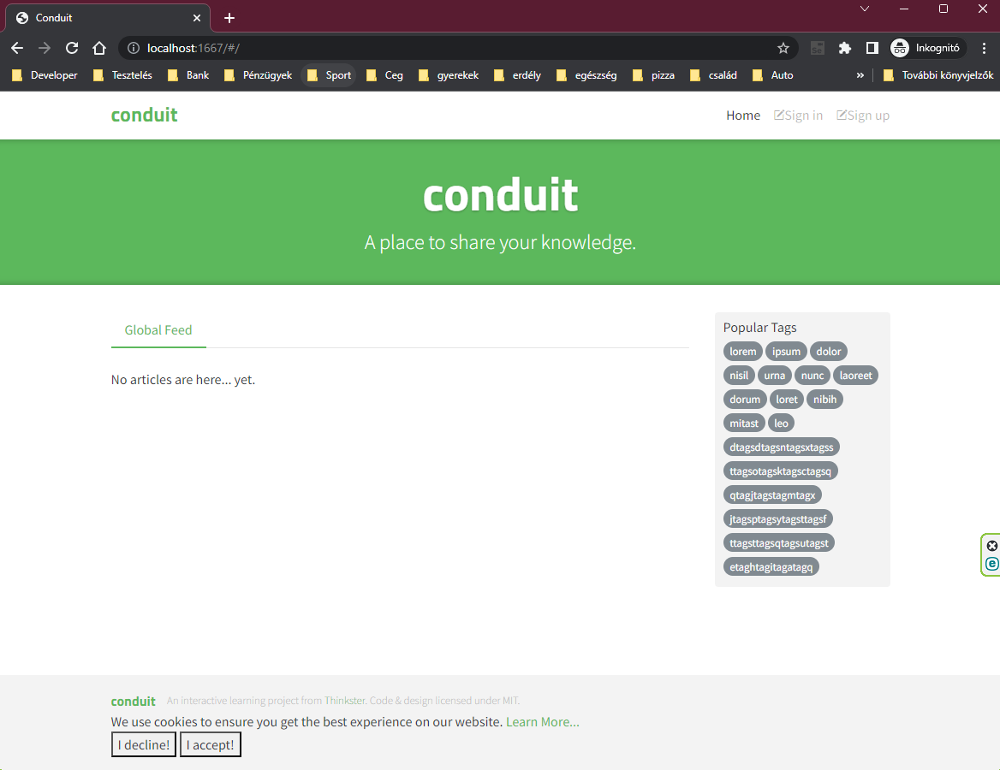 Conduit
localhost:1667/#/
Inkognitó
Developer Tesztelés Bank Pénzügyek Sport Ceg gyerekek erdély egészség pizza család Auto » További könyvjelzők
conduit Home Sign in Sign up
conduit
A place to share your knowledge.
Global Feed
No articles are here... yet.
Popular Tags
lorem ipsum dolor
nisil urna nunc laoreet
dorum loret nibih
mitast leo
dtagsdtagsntagsxtagss
ttagsotagsktagsctagsq
qtagjtagstagmtagx
jtagsptagsytagsttagsf
ttagsttagsqtagsutagst
etaghtagitagatagq
conduit An interactive learning project from Thinkster. Code & design licensed under MIT.
We use cookies to ensure you get the best experience on our website. Learn More...
I decline! I accept!